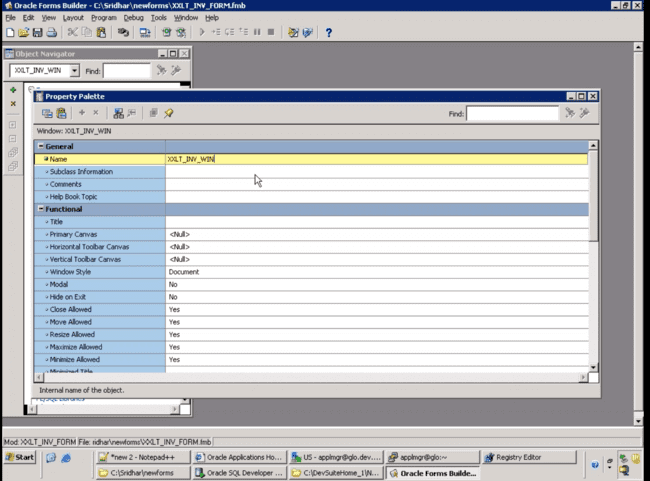 Oracle Forms Builder - C:\Sridhar\newforms\XXLT_INV_FORM.fmb
File Edit View Layout Program Debug Tools Window Help
Object Navigator
XXLT_INV_WIN Find:
Property Palette
Find:
Window: XXLT_INV_WIN
General
Name XXLT_INV_WIN
Subclass Information
Comments
Help Book Topic
Functional
Title
Primary Canvas <Null>
Horizontal Toolbar Canvas <Null>
Vertical Toolbar Canvas <Null>
Window Style Document
Modal No
Hide on Exit No
Close Allowed Yes
Move Allowed Yes
Resize Allowed Yes
Maximize Allowed Yes
Minimize Allowed Yes
Minimized Title
Internal name of the object.
PL/SQL Libraries
Mod: XXLT_INV_FORM File: ridhar\newforms\XXLT_INV_FORM.fmb
Start *new 2 - Notepad++ Oracle Applications Ho... US - applmgr@glo.dev.... applmgr@glo:~ Registry Editor
C:\Sridhar\newforms Oracle SQL Developer ... C:\DevSuiteHome_1\N... Oracle Forms Builde...